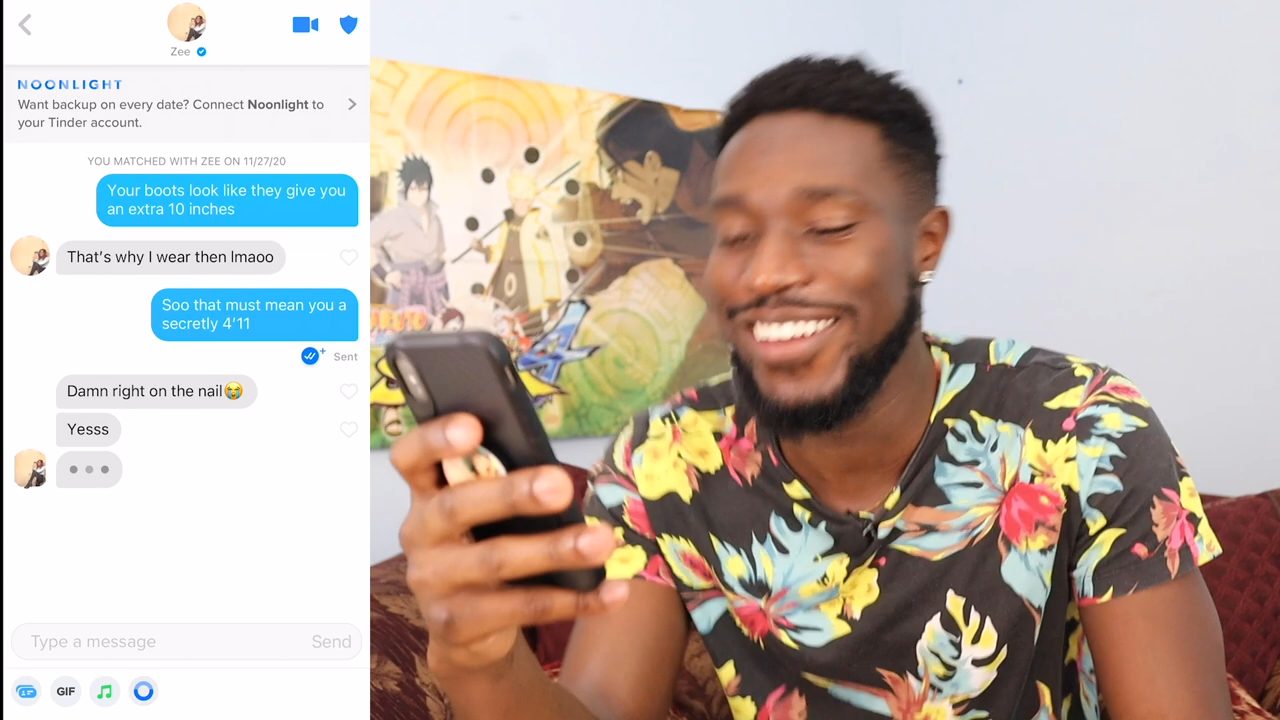 Zee
NOONLIGHT
Want backup on every date? Connect Noonlight to
your Tinder account.
YOU MATCHED WITH ZEE ON 11/27/20
Your boots look like they give you
an extra 10 inches
That's why I wear then lmaoo
Soo that must mean you a
secretly 4'11
Sent
Damn right on the nail😭
Yesss
Type a message
Send
GIF